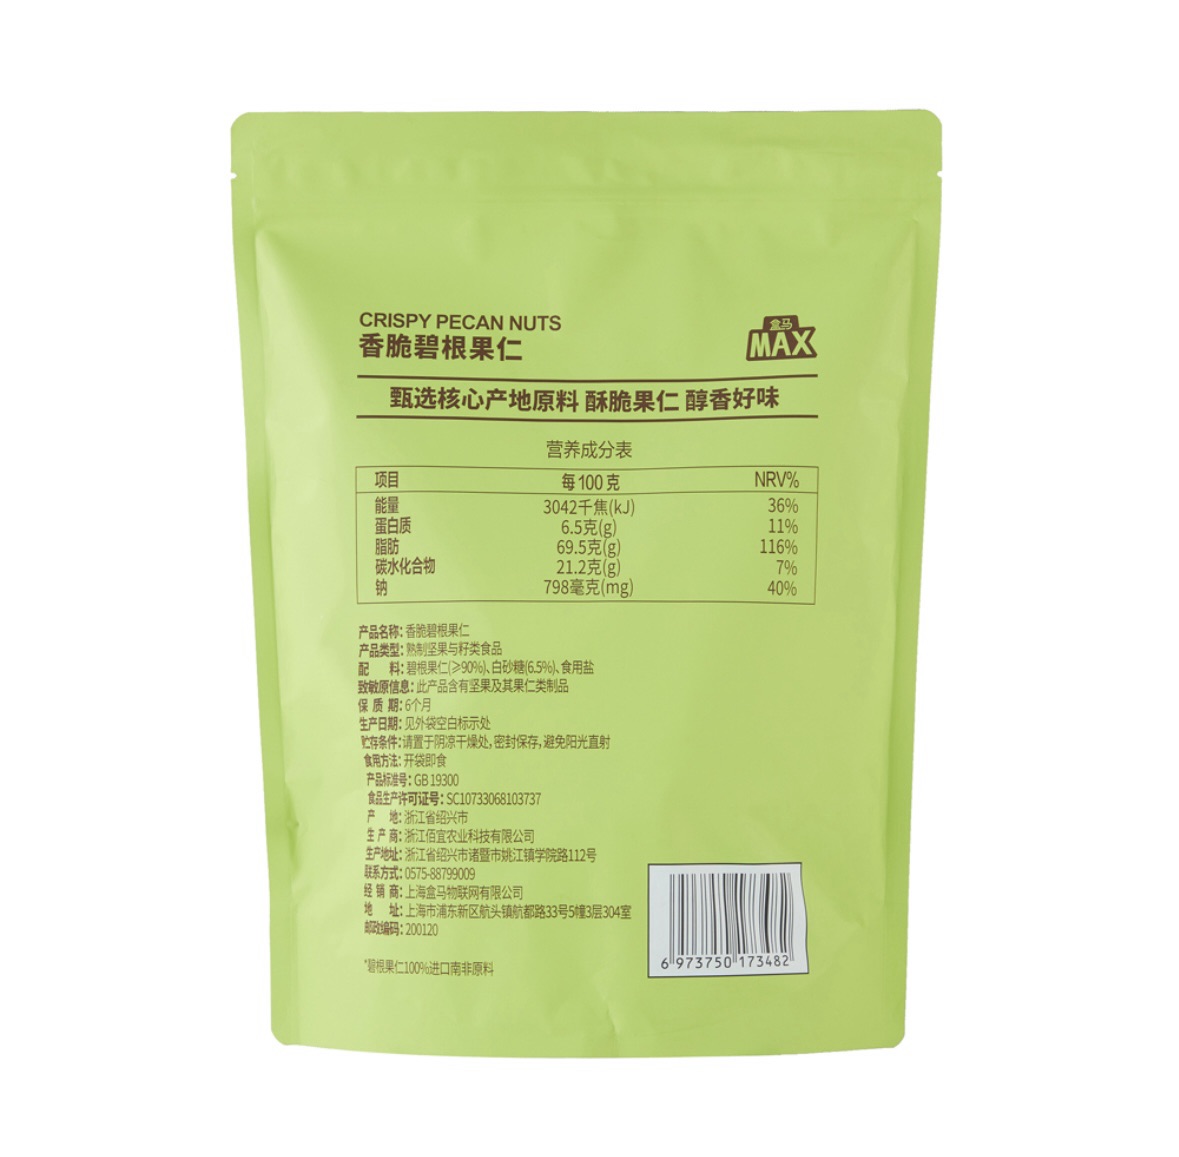 CRISPY PECAN NUTS
香脆碧根果仁
盒马
MAX
甄选核心产地原料 酥脆果仁 醇香好味
营养成分表
项目 每100克 NRV%
能量 3042千焦(kJ) 36%
蛋白质 6.5克(g) 11%
脂肪 69.5克(g) 116%
碳水化合物 21.2克(g) 7%
钠 798毫克(mg) 40%
产品名称：香脆碧根果仁
产品类型：熟制坚果与籽类食品
配 料：碧根果仁(≥90%)、白砂糖(6.5%)、食用盐
致敏原信息：此产品含有坚果及其果仁类制品
保 质 期：6个月
生产日期：见外袋空白标示处
贮存条件：请置于阴凉干燥处，密封保存，避免阳光直射
食用方法：开袋即食
产品标准号：GB 19300
食品生产许可证号：SC10733068103737
产 地：浙江省绍兴市
生 产 商：浙江佰宜农业科技有限公司
生产地址：浙江省绍兴市诸暨市姚江镇学院路112号
联系方式：0575-88799009
经 销 商：上海盒马物联网有限公司
地 址：上海市浦东新区航头镇航都路33号5幢3层304室
邮政编码：200120
*碧根果仁100%进口南非原料
6 973750 173482